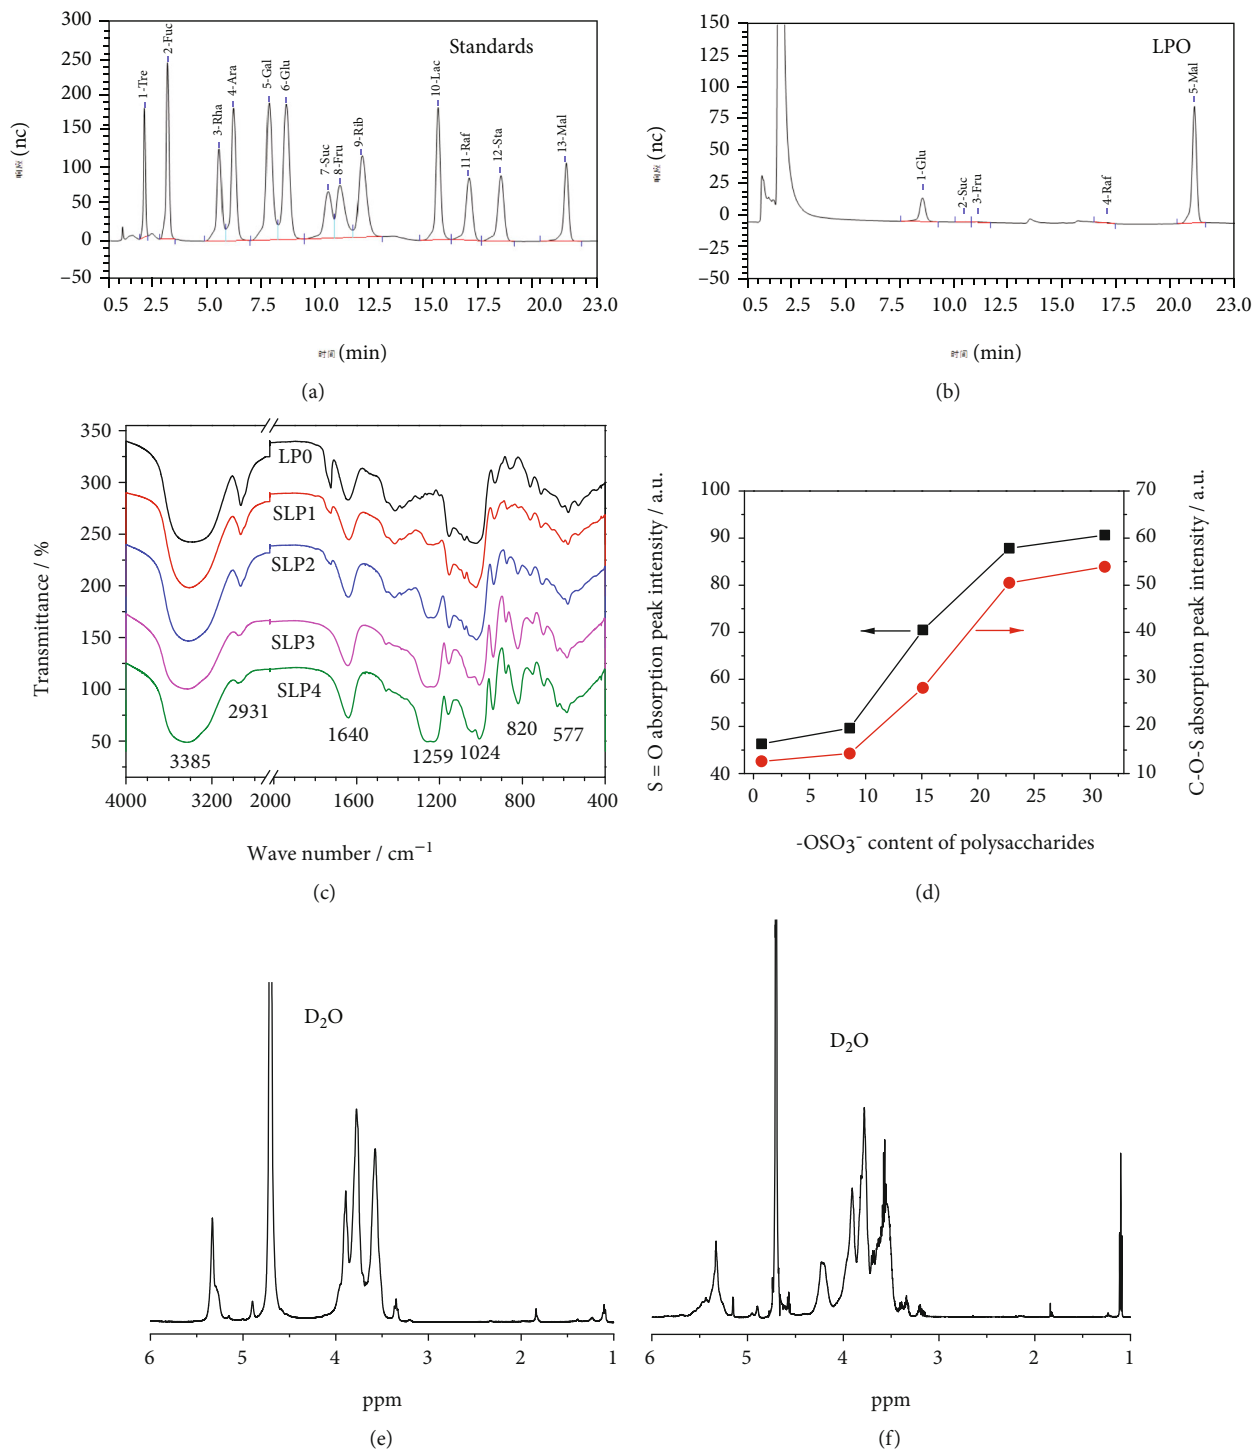 300
250
200
150
100
50
0
−50
响应 (nc)
1-Tre
2-Fuc
3-Rha
4-Ara
5-Gal
6-Glu
7-Suc
8-Fru
9-Rib
10-Lac
11-Raf
12-Sta
13-Mal
Standards
0.5 2.5 5.0 7.5 10.0 12.5 15.0 17.5 20.0 23.0
时间 (min)
(a)
150
125
100
75
50
25
0
−25
−50
响应 (nc)
1-Glu
2-Suc
3-Fru
4-Raf
5-Mal
LPO
0.5 2.5 5.0 7.5 10.0 12.5 15.0 17.5 20.0 23.0
时间 (min)
(b)
350
300
250
200
150
100
50
Transmittance / %
LP0
SLP1
SLP2
SLP3
SLP4
3385
2931
1640
1259
1024
820
577
4000 3200 2000 1600 1200 800 400
Wave number / cm−1
(c)
100
90
80
70
60
50
40
S = O absorption peak intensity / a.u.
70
60
50
40
30
20
10
C-O-S absorption peak intensity / a.u.
0 5 10 15 20 25 30
-OSO3- content of polysaccharides
(d)
D2O
6 5 4 3 2 1
ppm
(e)
D2O
6 5 4 3 2 1
ppm
(f)